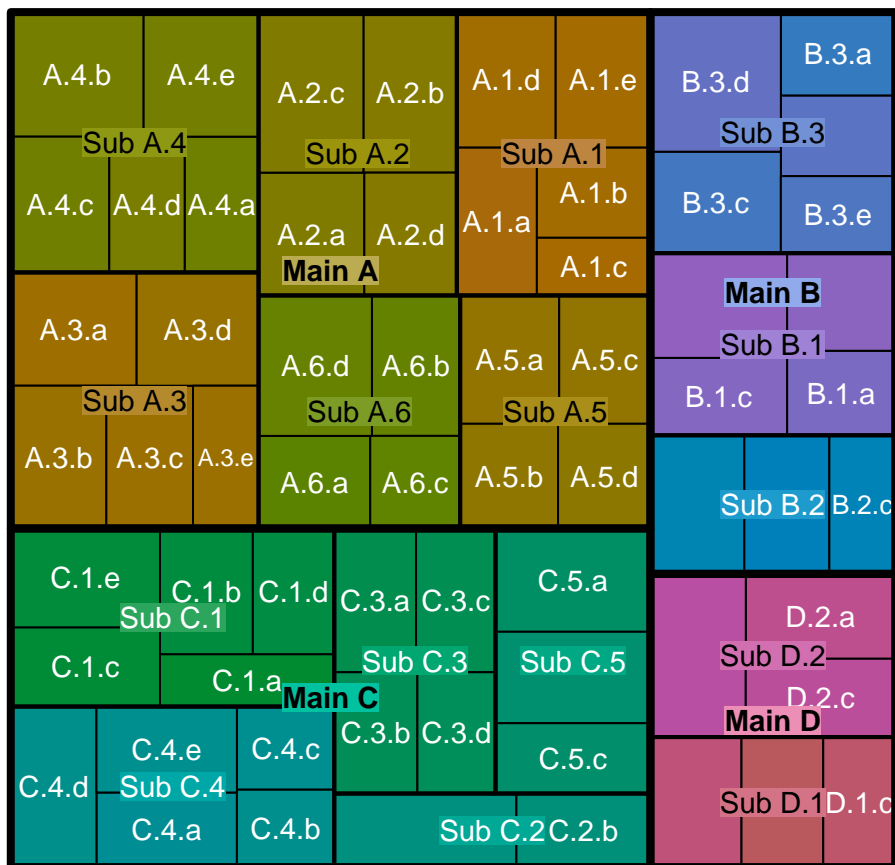 A.4.b
A.4.e
Sub A.4
A.4.c
A.4.d
A.4.a
A.2.c
A.2.b
Sub A.2
A.2.a
A.2.d
A.1.d
A.1.e
Sub A.1
A.1.a
A.1.b
A.1.c
Main A
A.3.a
A.3.d
Sub A.3
A.3.b
A.3.c
A.3.e
A.6.d
A.6.b
Sub A.6
A.6.a
A.6.c
A.5.a
A.5.c
Sub A.5
A.5.b
A.5.d
B.3.d
B.3.a
Sub B.3
B.3.c
B.3.e
Main B
Sub B.1
B.1.c
B.1.a
Sub B.2
B.2.c
C.1.e
C.1.b
C.1.d
Sub C.1
C.1.c
C.1.a
Main C
C.3.a
C.3.c
Sub C.3
C.3.b
C.3.d
C.5.a
Sub C.5
C.5.c
C.4.d
C.4.e
C.4.c
Sub C.4
C.4.a
C.4.b
Sub C.2
C.2.b
D.2.a
Sub D.2
D.2.c
Main D
Sub D.1
D.1.c